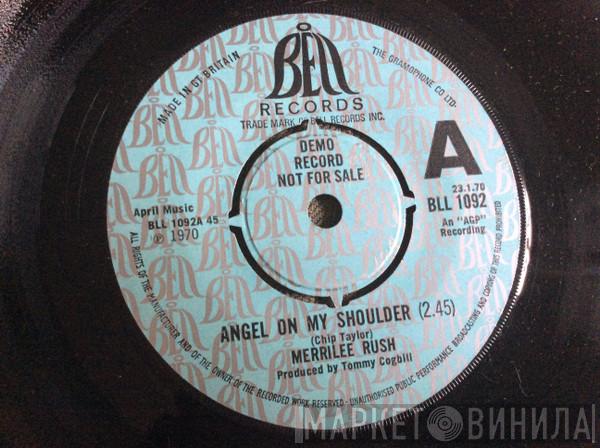 BELL
RECORDS
TRADE MARK OF BELL RECORDS INC.
MADE IN GT BRITAIN
THE GRAMOPHONE CO LTD.
DEMO
RECORD
NOT FOR SALE
A
23.1.70
BLL 1092
An "AGP"
Recording
April Music
BLL 1092A 45
℗ 1970
ANGEL ON MY SHOULDER (2.45)
(Chip Taylor)
MERRILEE RUSH
Produced by Tommy Cogbill
ALL RIGHTS OF THE MANUFACTURER AND OF THE OWNER OF THE RECORDED WORK RESERVED - UNAUTHORISED PUBLIC PERFORMANCE BROADCASTING AND COPYING OF THIS RECORD PROHIBITED
МАРКЕТ ВИНИЛА